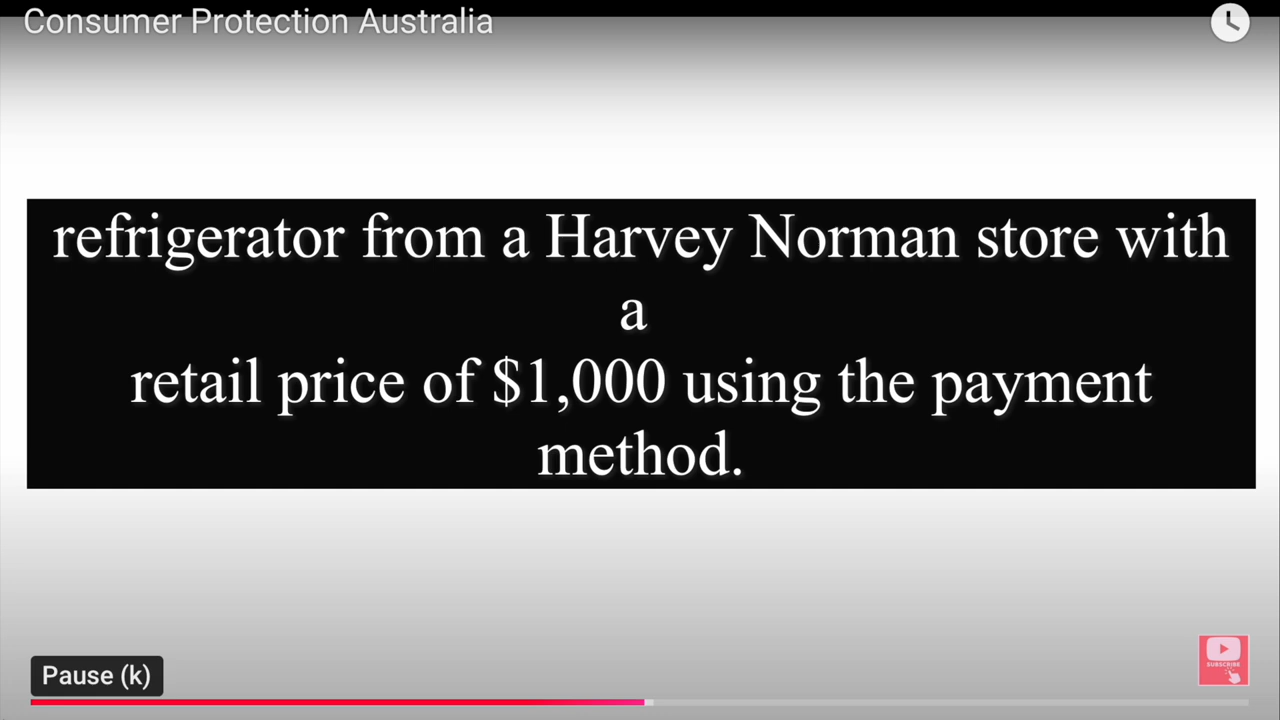 Consumer Protection Australia
refrigerator from a Harvey Norman store with
a
retail price of $1,000 using the payment
method.
SUBSCRIBE
Pause (k)